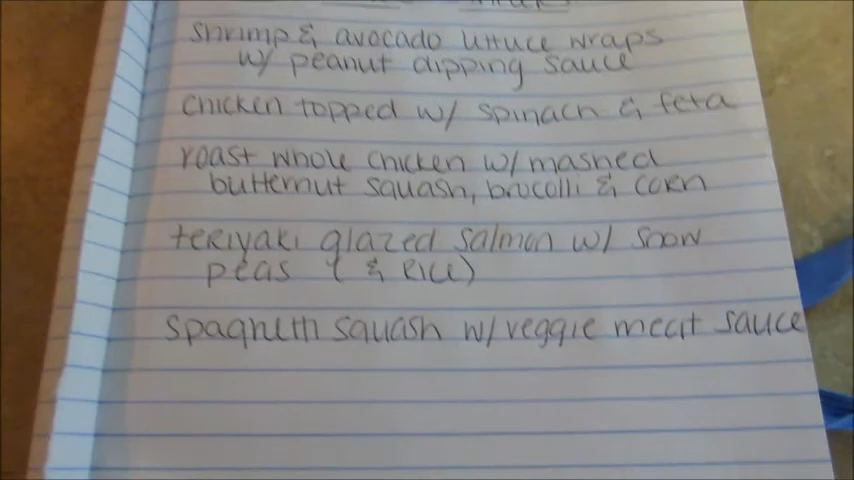 shrimp & avocado lettuce wraps
w/ peanut dipping sauce
chicken topped w/ spinach & feta
roast whole chicken w/ mashed
butternut squash, brocolli & corn
teriyaki glazed salmon w/ snow
peas (& Rice)
spaghetti squash w/ veggie meat sauce